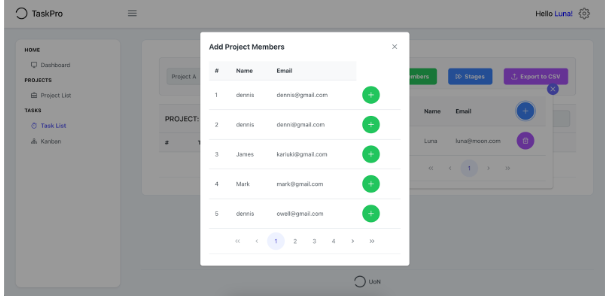 TaskPro
Hello Luna!
HOME
Dashboard
PROJECTS
Project List
TASKS
Task List
Kanban
Project A
Stages
Export to CSV
PROJECT:
#
Name Email
Luna luna@moon.com
« ‹ 1 › »
Add Project Members ×
# Name Email
1 dennis dennis@gmail.com +
2 dennis denni@gmail.com +
3 James kariuki@gmail.com +
4 Mark mark@gmail.com +
5 dennis owell@gmail.com +
« ‹ 1 2 3 4 › »
UoN